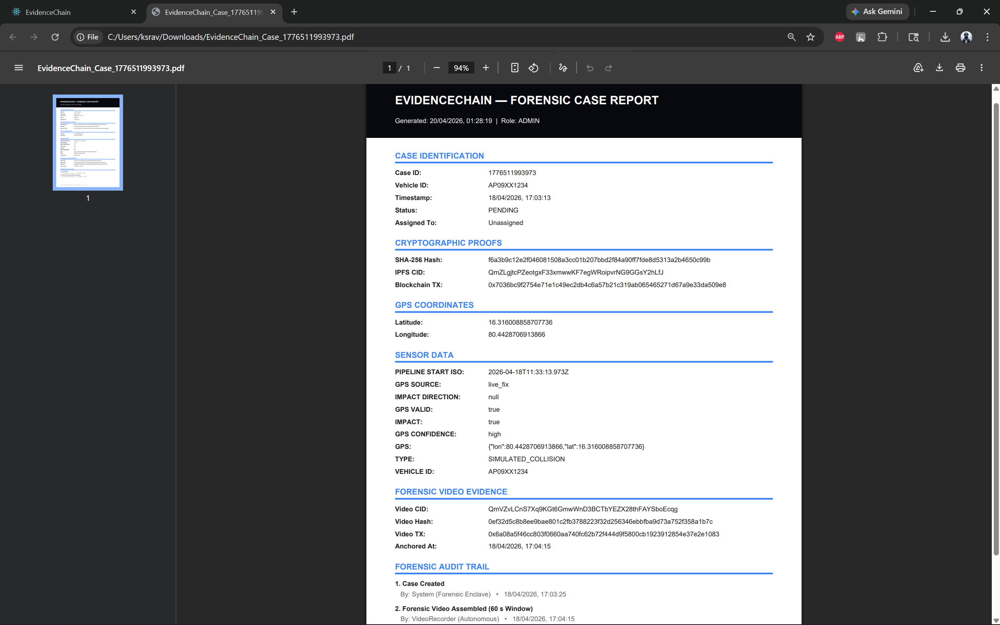 EvidenceChain
EvidenceChain_Case_177651199
Ask Gemini
File C:/Users/ksrav/Downloads/EvidenceChain_Case_1776511993973.pdf
ABP
EvidenceChain_Case_1776511993973.pdf
1 / 1
94%
1
EVIDENCECHAIN — FORENSIC CASE REPORT
Generated: 20/04/2026, 01:28:19 | Role: ADMIN
CASE IDENTIFICATION
Case ID: 1776511993973
Vehicle ID: AP09XX1234
Timestamp: 18/04/2026, 17:03:13
Status: PENDING
Assigned To: Unassigned
CRYPTOGRAPHIC PROOFS
SHA-256 Hash: f6a3b9c12e2f046081508a3cc01b207bbd2f84a90ff7fde8d5313a2b4650c99b
IPFS CID: QmZLgjtcPZeotgxF33xmwwKF7egWRoipvrNG9GGsY2hLfJ
Blockchain TX: 0x7036bc9f2754e71e1c49ec2db4c6a57b21c319ab065465271d67a9e33da509e8
GPS COORDINATES
Latitude: 16.316008858707736
Longitude: 80.4428706913866
SENSOR DATA
PIPELINE START ISO: 2026-04-18T11:33:13.973Z
GPS SOURCE: live_fix
IMPACT DIRECTION: null
GPS VALID: true
IMPACT: true
GPS CONFIDENCE: high
GPS: {"lon":80.4428706913866,"lat":16.316008858707736}
TYPE: SIMULATED_COLLISION
VEHICLE ID: AP09XX1234
FORENSIC VIDEO EVIDENCE
Video CID: QmVZvLCnS7Xq9KGt6GmwWnD3BCTbYEZX28thFAYSboEcqg
Video Hash: 0ef32d5c8b8ee9bae801c2fb3788223f32d256346ebbfba9d73a752f358a1b7c
Video TX: 0x6a08a5f46cc803f0660aa740fc62b72f444d9f5800cb1923912854e37e2e1083
Anchored At: 18/04/2026, 17:04:15
FORENSIC AUDIT TRAIL
1. Case Created
By: System (Forensic Enclave) • 18/04/2026, 17:03:25
2. Forensic Video Assembled (60 s Window)
By: VideoRecorder (Autonomous) • 18/04/2026, 17:04:15